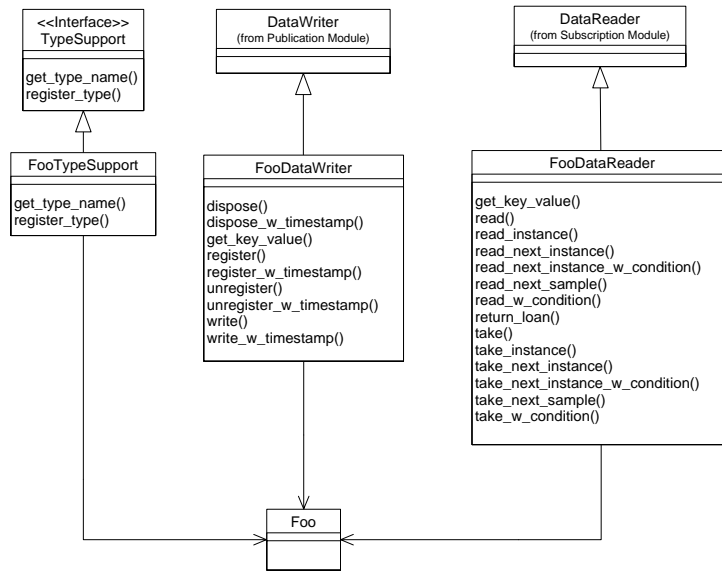 <<Interface>>
TypeSupport
get_type_name()
register_type()
DataWriter
(from Publication Module)
DataReader
(from Subscription Module)
FooTypeSupport
get_type_name()
register_type()
FooDataWriter
dispose()
dispose_w_timestamp()
get_key_value()
register()
register_w_timestamp()
unregister()
unregister_w_timestamp()
write()
write_w_timestamp()
FooDataReader
get_key_value()
read()
read_instance()
read_next_instance()
read_next_instance_w_condition()
read_next_sample()
read_w_condition()
return_loan()
take()
take_instance()
take_next_instance()
take_next_instance_w_condition()
take_next_sample()
take_w_condition()
Foo